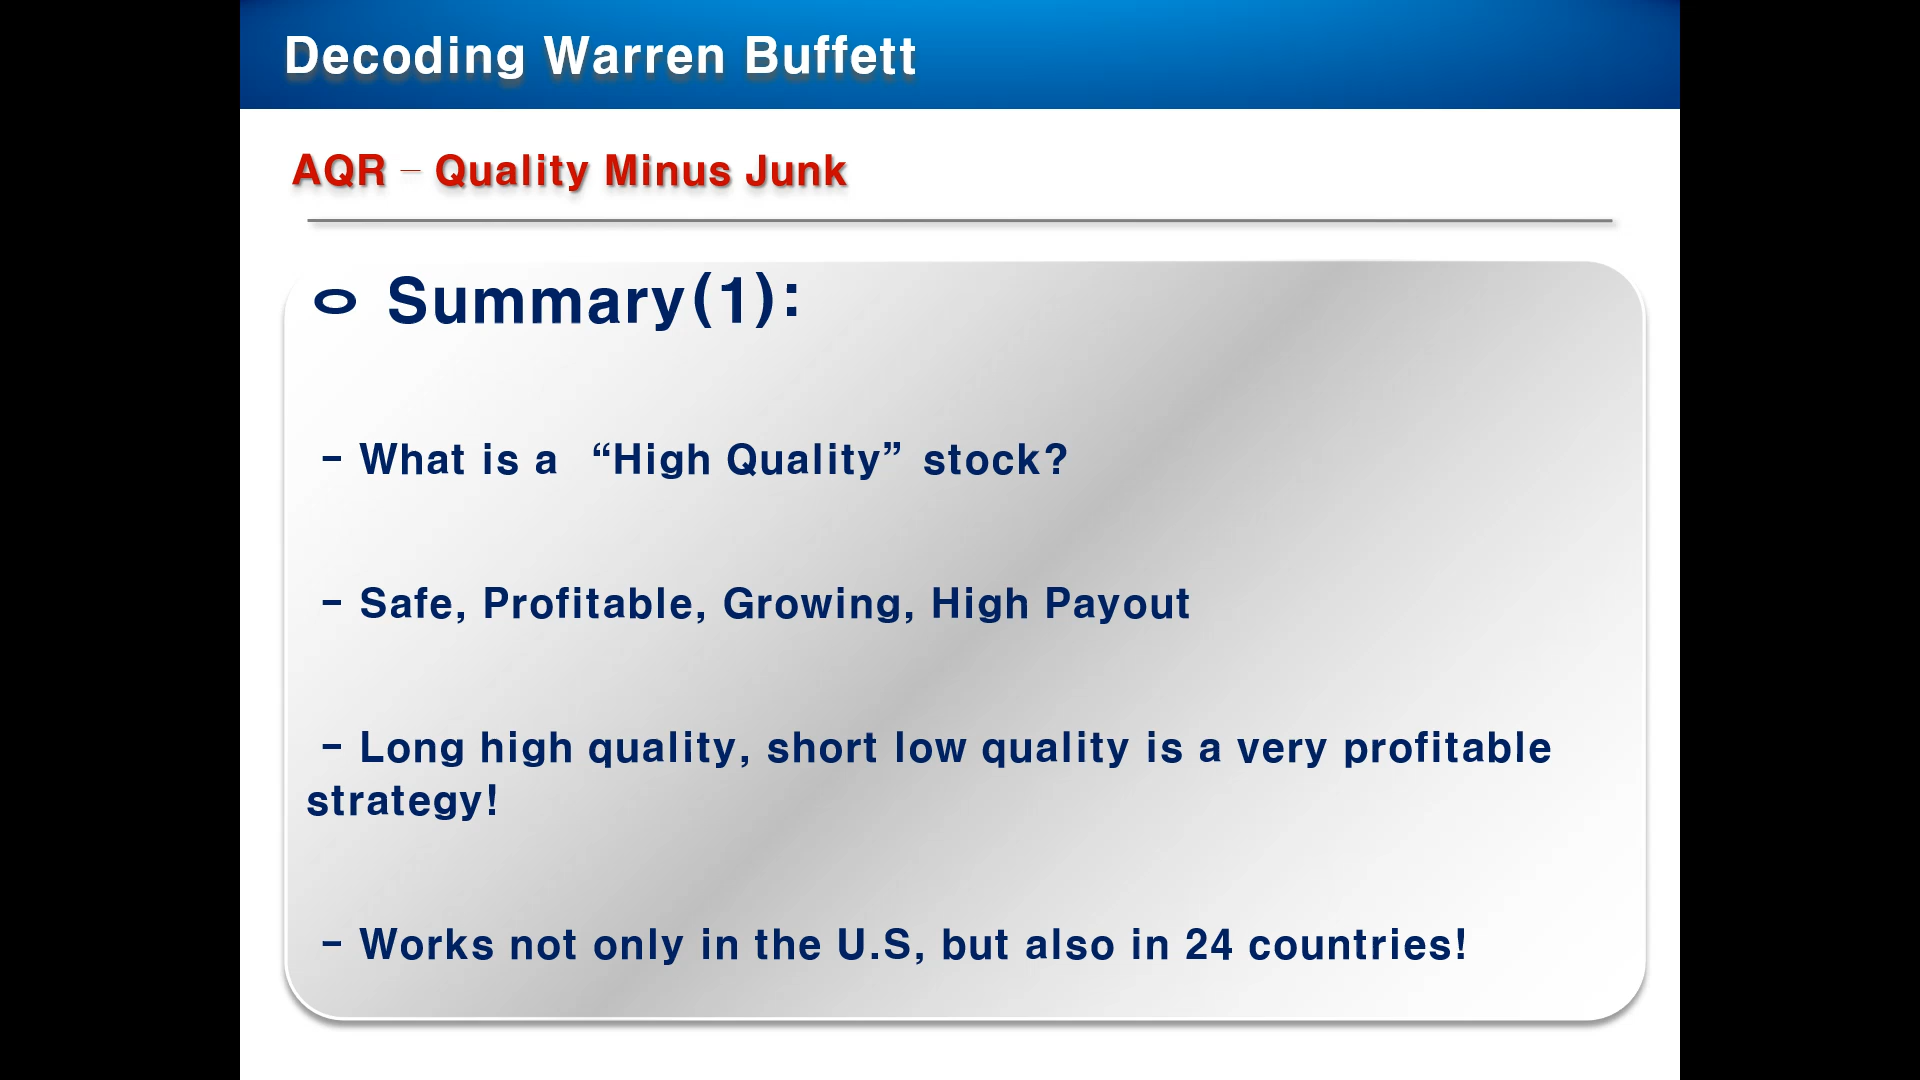 Decoding Warren Buffett
AQR – Quality Minus Junk
ㅇ Summary(1):
- What is a “High Quality” stock?
- Safe, Profitable, Growing, High Payout
- Long high quality, short low quality is a very profitable
strategy!
- Works not only in the U.S, but also in 24 countries!